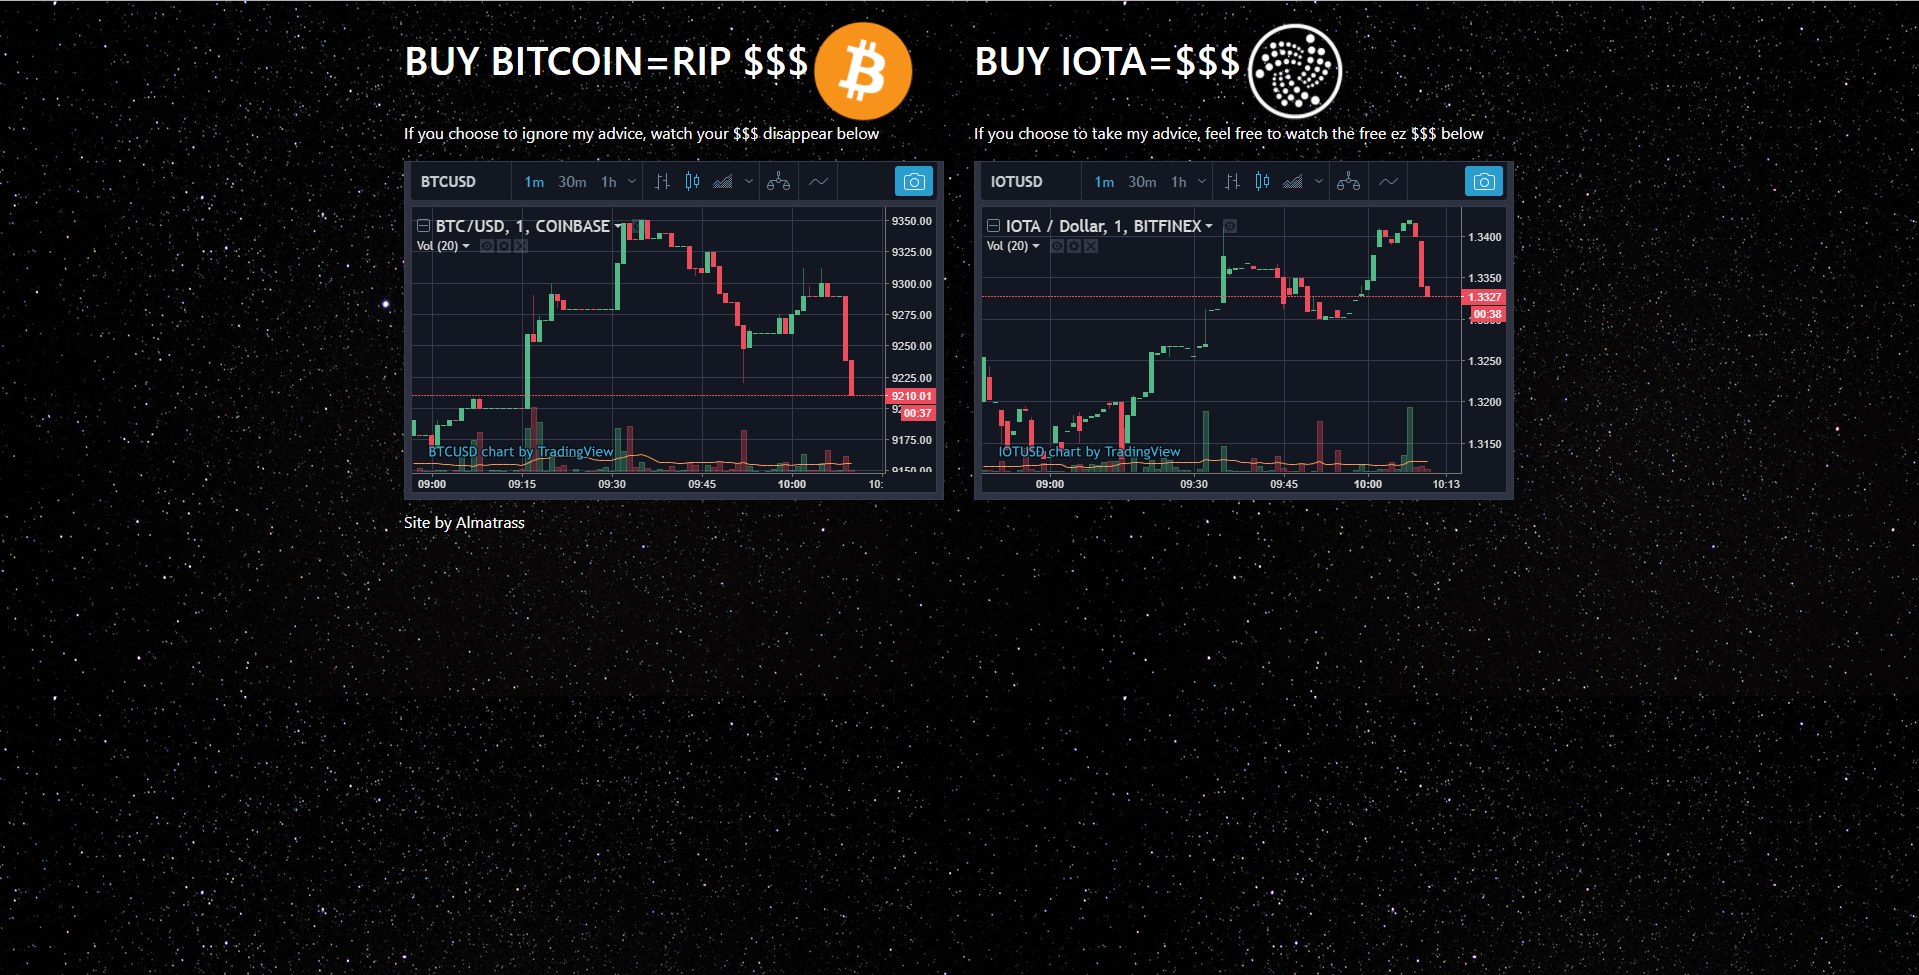 BUY BITCOIN=RIP $$$
If you choose to ignore my advice, watch your $$$ disappear below
BTCUSD 1m 30m 1h
BTC/USD, 1, COINBASE
Vol (20)
9350.00
9325.00
9300.00
9275.00
9250.00
9225.00
9210.01
00:37
9175.00
9150.00
BTCUSD chart by TradingView
09:00 09:15 09:30 09:45 10:00 10:
BUY IOTA=$$$
If you choose to take my advice, feel free to watch the free ez $$$ below
IOTUSD 1m 30m 1h
IOTA / Dollar, 1, BITFINEX
Vol (20)
1.3400
1.3350
1.3327
00:38
1.3250
1.3200
1.3150
IOTUSD chart by TradingView
09:00 09:30 09:45 10:00 10:13
Site by Almatrass